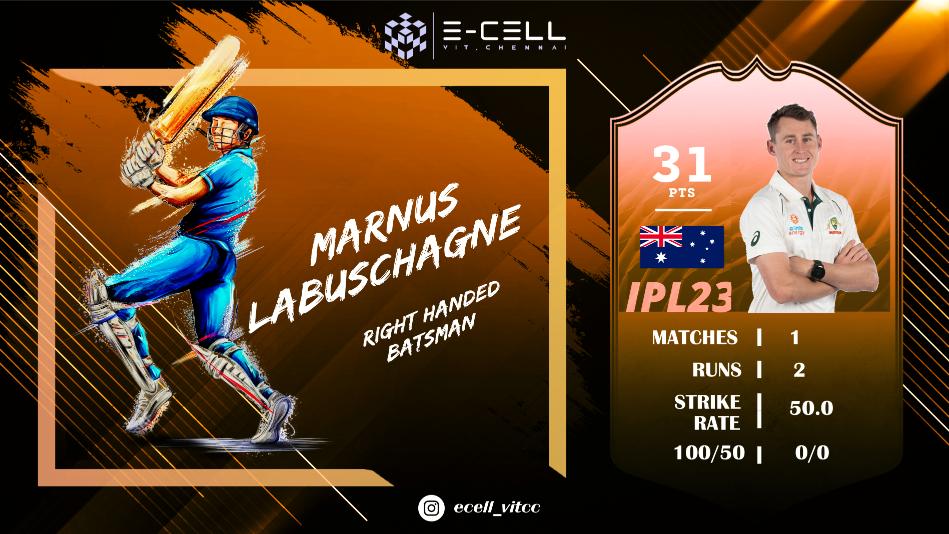 E-CELL
VIT, CHENNAI
MARNUS
LABUSCHAGNE
RIGHT HANDED
BATSMAN
31
PTS
IPL23
MATCHES | 1
RUNS | 2
STRIKE
RATE | 50.0
100/50 | 0/0
ecell_vitcc